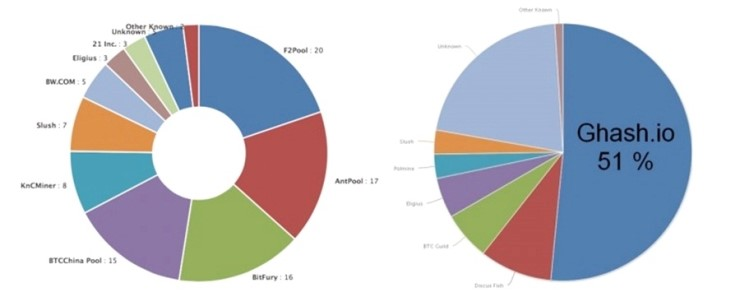 Other Known : 2
Unknown : 5
21 Inc. : 3
Eligius : 3
BW.COM : 5
Slush : 7
KnCMiner : 8
BTCChina Pool : 15
BitFury : 16
AntPool : 17
F2Pool : 20
Other Known
Unknown
Slush
Eligius
BTC Guild
Discus Fish
Ghash.io
51 %